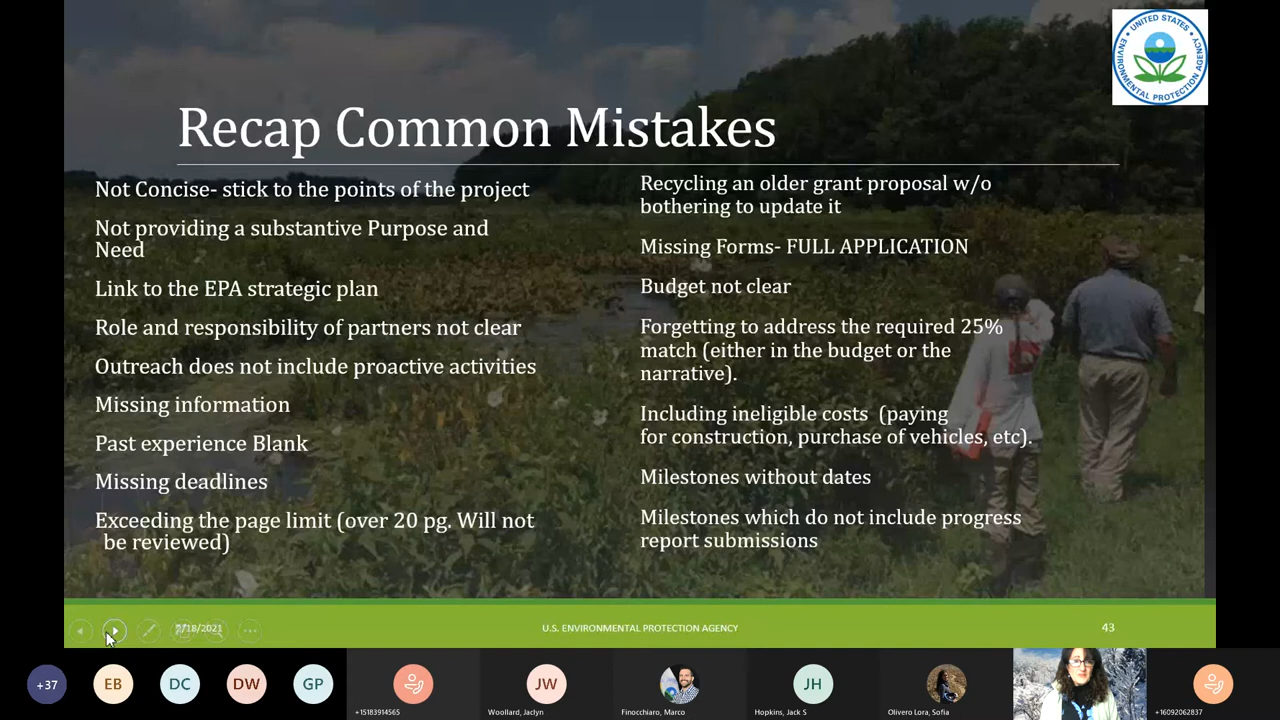 UNITED STATES
ENVIRONMENTAL PROTECTION AGENCY
Recap Common Mistakes
Not Concise- stick to the points of the project
Not providing a substantive Purpose and
Need
Link to the EPA strategic plan
Role and responsibility of partners not clear
Outreach does not include proactive activities
Missing information
Past experience Blank
Missing deadlines
Exceeding the page limit (over 20 pg. Will not
be reviewed)
Recycling an older grant proposal w/o
bothering to update it
Missing Forms- FULL APPLICATION
Budget not clear
Forgetting to address the required 25%
match (either in the budget or the
narrative).
Including ineligible costs (paying
for construction, purchase of vehicles, etc).
Milestones without dates
Milestones which do not include progress
report submissions
/18/2021
U.S. ENVIRONMENTAL PROTECTION AGENCY
43
+37
EB
DC
DW
GP
+15183914565
JW
Woollard, Jaclyn
Finocchiaro, Marco
JH
Hopkins, Jack S
Olivero Lora, Sofia
+16092062837